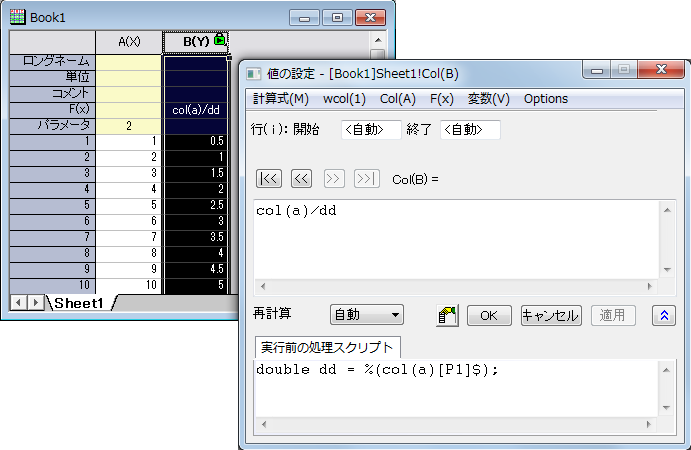 Book1
A(X) B(Y)
ロングネーム
単位
コメント
F(x) col(a)/dd
パラメータ 2
1 1 0.5
2 2 1
3 3 1.5
4 4 2
5 5 2.5
6 6 3
7 7 3.5
8 8 4
9 9 4.5
10 10 5
Sheet1
値の設定 - [Book1]Sheet1!Col(B)
計算式(M) wcol(1) Col(A) F(x) 変数(V) Options
行(i): 開始 <自動> 終了 <自動>
|<< << >> >>| Col(B) =
col(a)/dd
再計算 自動 OK キャンセル 適用
実行前の処理スクリプト
double dd = %(col(a)[P1]$);